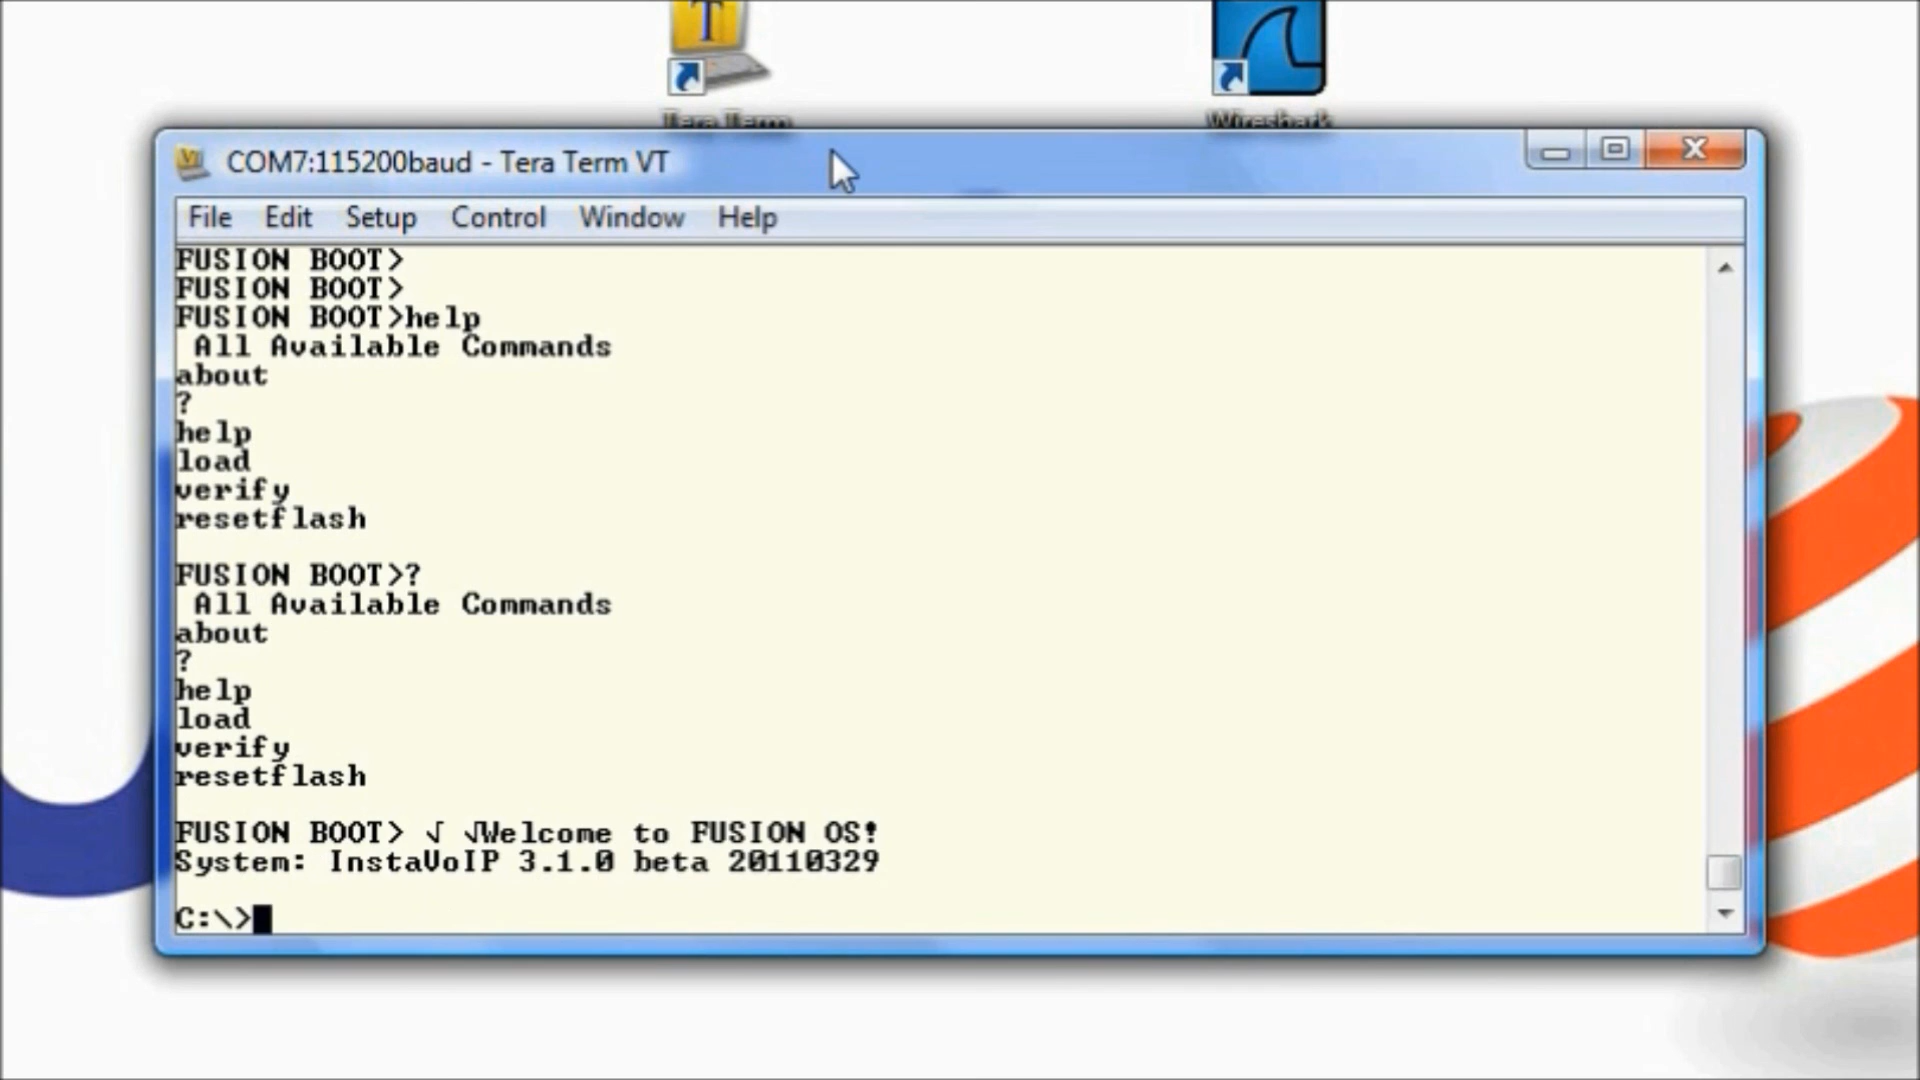 T
Tera Term
Wireshark
COM7:115200baud - Tera Term VT
File Edit Setup Control Window Help
FUSION BOOT>
FUSION BOOT>
FUSION BOOT>help
All Available Commands
about
?
help
load
verify
resetflash
FUSION BOOT>?
All Available Commands
about
?
help
load
verify
resetflash
FUSION BOOT> √ √Welcome to FUSION OS!
System: InstaVoIP 3.1.0 beta 20110329
C:\>